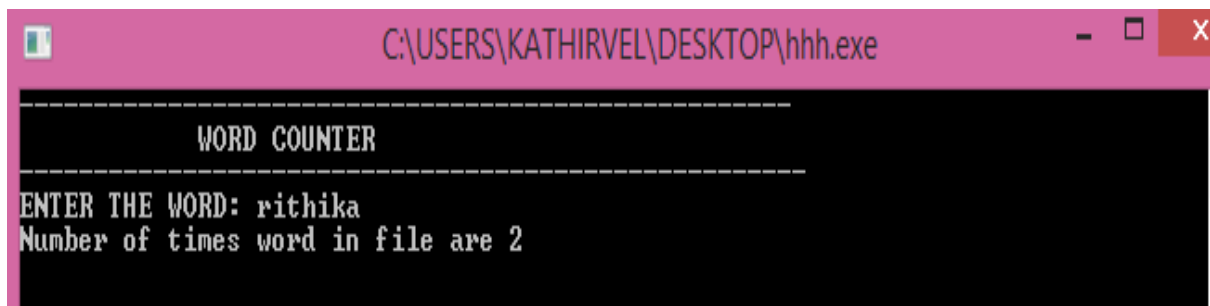 C:\USERS\KATHIRVEL\DESKTOP\hhh.exe
----------------------------------------------------
WORD COUNTER
-----------------------------------------------------
ENTER THE WORD: rithika
Number of times word in file are 2